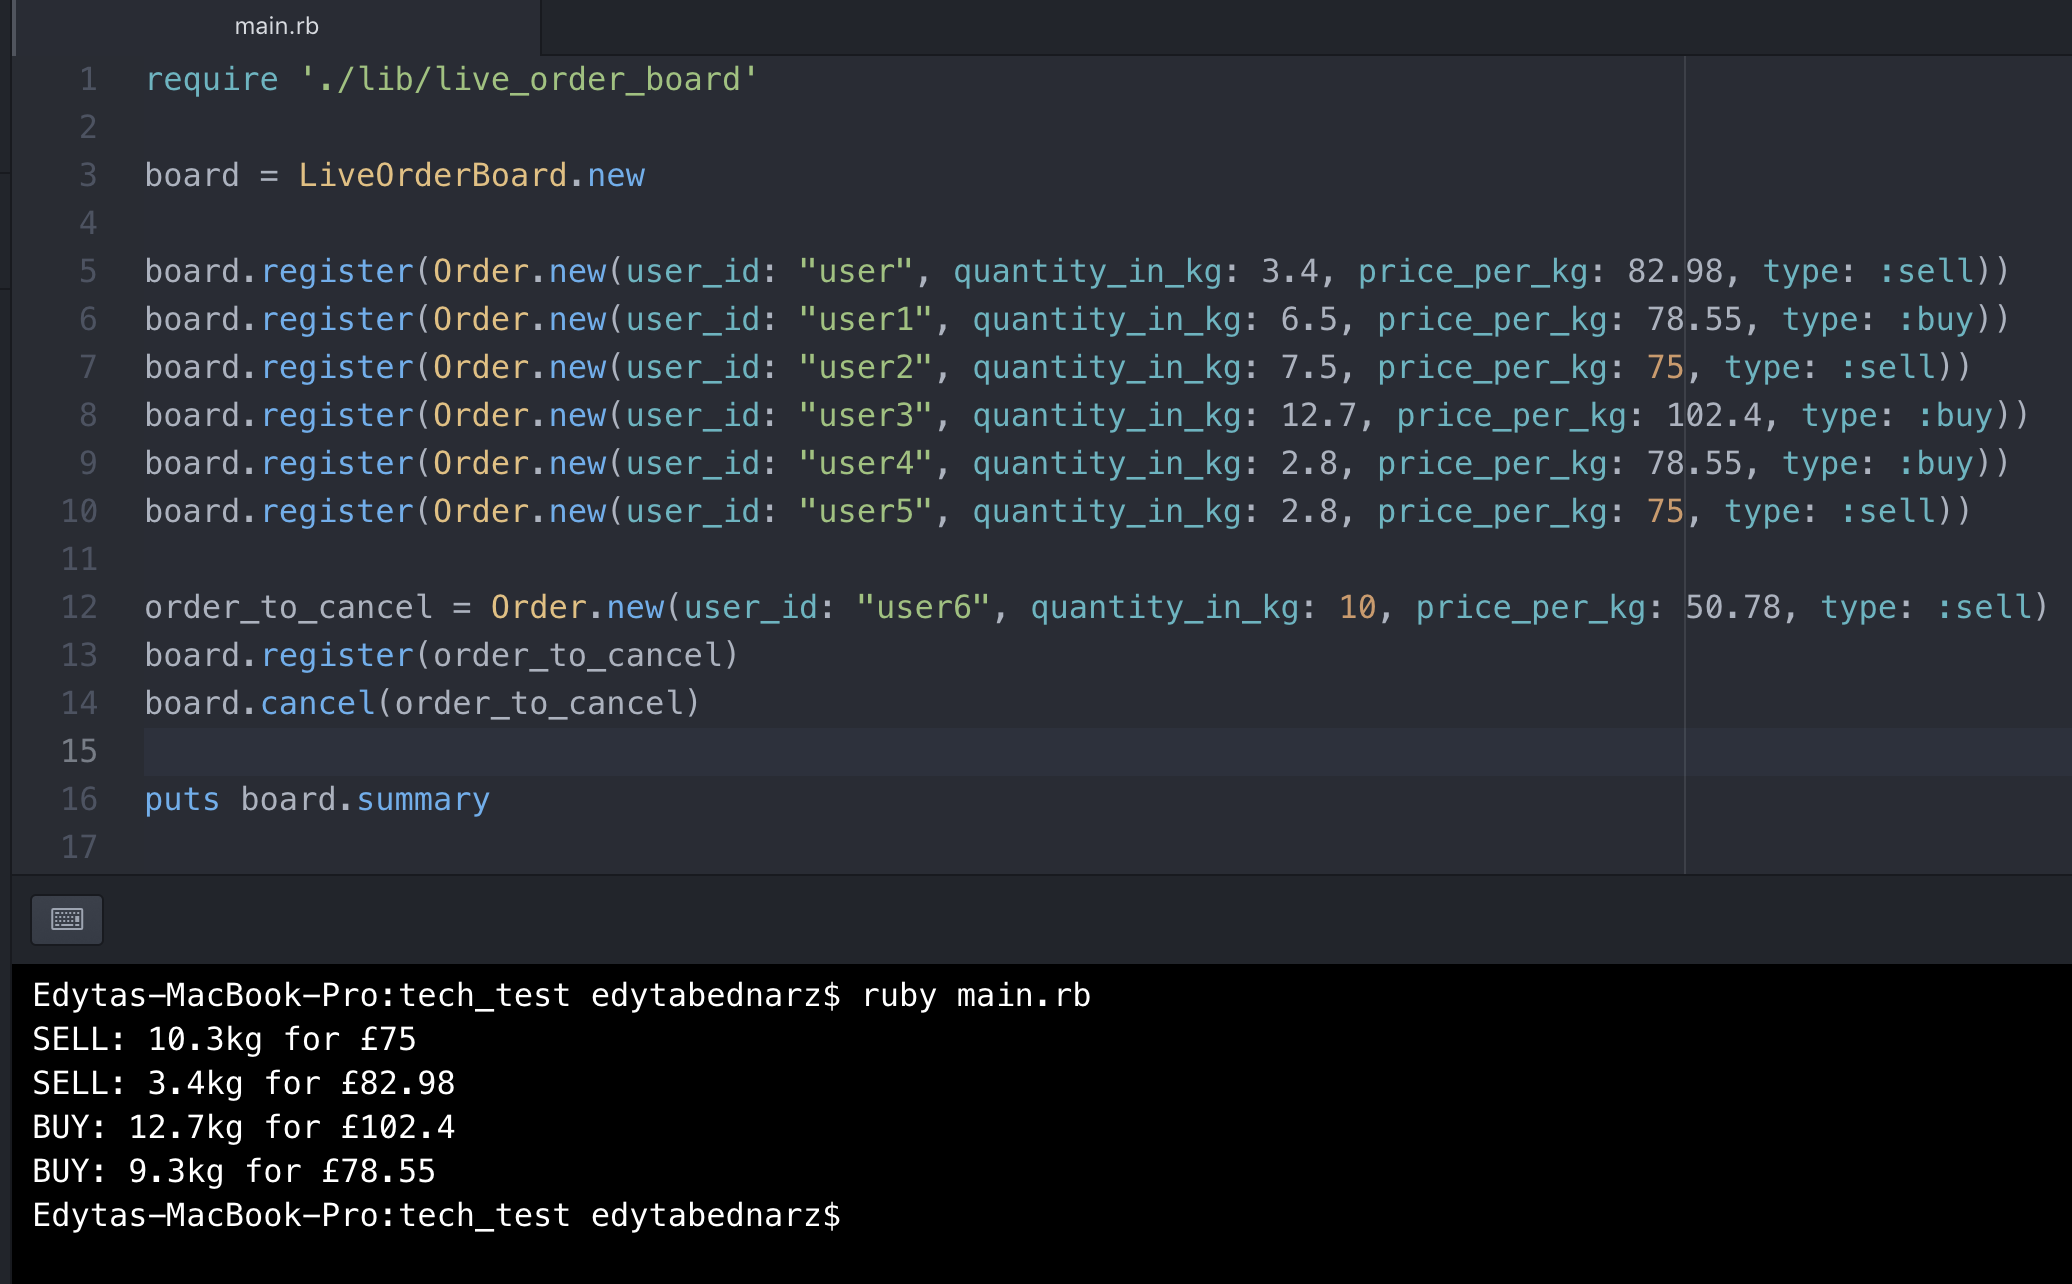 main.rb
1 require './lib/live_order_board'
2
3 board = LiveOrderBoard.new
4
5 board.register(Order.new(user_id: "user", quantity_in_kg: 3.4, price_per_kg: 82.98, type: :sell))
6 board.register(Order.new(user_id: "user1", quantity_in_kg: 6.5, price_per_kg: 78.55, type: :buy))
7 board.register(Order.new(user_id: "user2", quantity_in_kg: 7.5, price_per_kg: 75, type: :sell))
8 board.register(Order.new(user_id: "user3", quantity_in_kg: 12.7, price_per_kg: 102.4, type: :buy))
9 board.register(Order.new(user_id: "user4", quantity_in_kg: 2.8, price_per_kg: 78.55, type: :buy))
10 board.register(Order.new(user_id: "user5", quantity_in_kg: 2.8, price_per_kg: 75, type: :sell))
11
12 order_to_cancel = Order.new(user_id: "user6", quantity_in_kg: 10, price_per_kg: 50.78, type: :sell)
13 board.register(order_to_cancel)
14 board.cancel(order_to_cancel)
15
16 puts board.summary
17
Edytas-MacBook-Pro:tech_test edytabednarz$ ruby main.rb
SELL: 10.3kg for £75
SELL: 3.4kg for £82.98
BUY: 12.7kg for £102.4
BUY: 9.3kg for £78.55
Edytas-MacBook-Pro:tech_test edytabednarz$